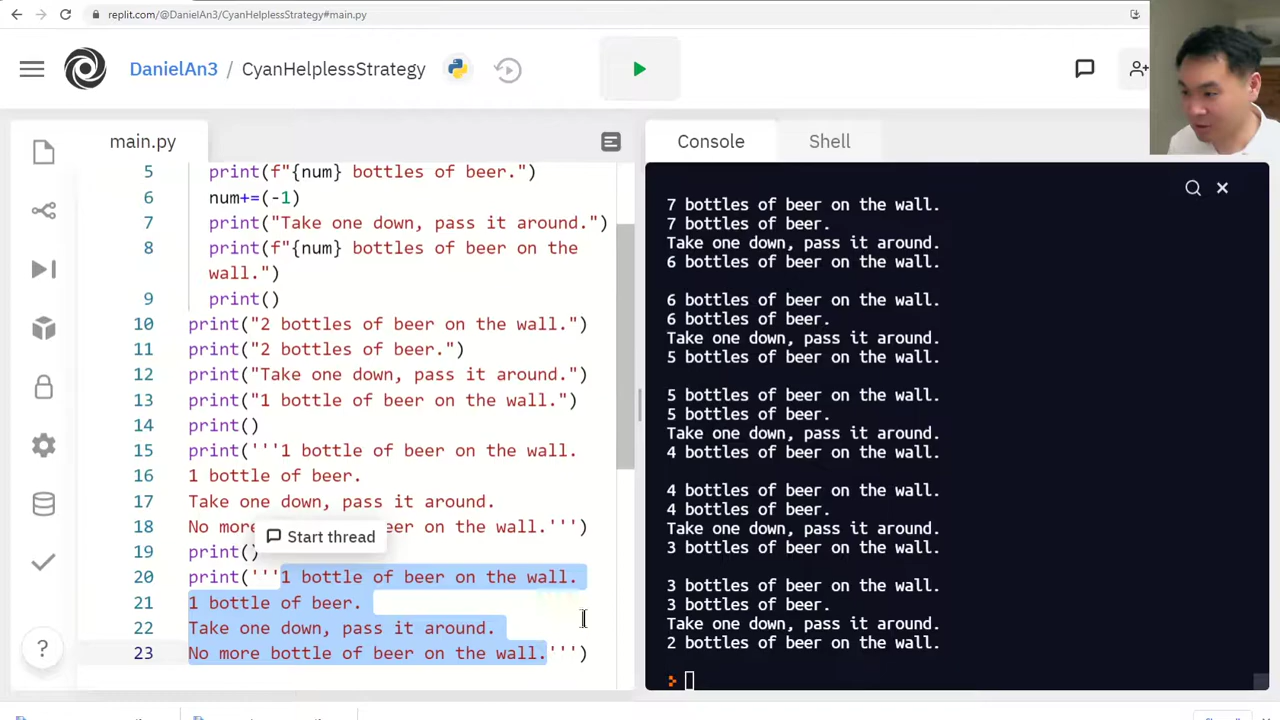 replit.com/@DanielAn3/CyanHelplessStrategy#main.py
DanielAn3 / CyanHelplessStrategy
main.py
5 print(f"{num} bottles of beer.")
6 num+=(-1)
7 print("Take one down, pass it around.")
8 print(f"{num} bottles of beer on the
wall.")
9 print()
10 print("2 bottles of beer on the wall.")
11 print("2 bottles of beer.")
12 print("Take one down, pass it around.")
13 print("1 bottle of beer on the wall.")
14 print()
15 print('''1 bottle of beer on the wall.
16 1 bottle of beer.
17 Take one down, pass it around.
18 No more beer on the wall.''')
Start thread
19 print()
20 print('''1 bottle of beer on the wall.
21 1 bottle of beer.
22 Take one down, pass it around.
23 No more bottle of beer on the wall.''')
?
Console
Shell
7 bottles of beer on the wall.
7 bottles of beer.
Take one down, pass it around.
6 bottles of beer on the wall.
6 bottles of beer on the wall.
6 bottles of beer.
Take one down, pass it around.
5 bottles of beer on the wall.
5 bottles of beer on the wall.
5 bottles of beer.
Take one down, pass it around.
4 bottles of beer on the wall.
4 bottles of beer on the wall.
4 bottles of beer.
Take one down, pass it around.
3 bottles of beer on the wall.
3 bottles of beer on the wall.
3 bottles of beer.
Take one down, pass it around.
2 bottles of beer on the wall.